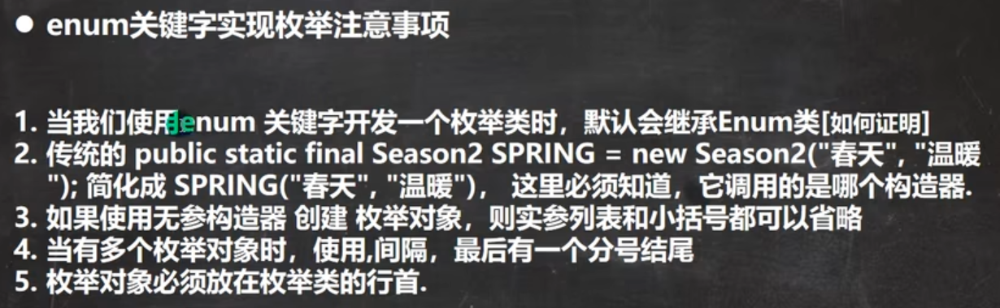 ● enum关键字实现枚举注意事项
1. 当我们使用 enum 关键字开发一个枚举类时，默认会继承Enum类[如何证明]
2. 传统的 public static final Season2 SPRING = new Season2("春天", "温暖
"); 简化成 SPRING("春天", "温暖")， 这里必须知道，它调用的是哪个构造器.
3. 如果使用无参构造器 创建 枚举对象，则实参列表和小括号都可以省略
4. 当有多个枚举对象时，使用,间隔，最后有一个分号结尾
5. 枚举对象必须放在枚举类的行首.